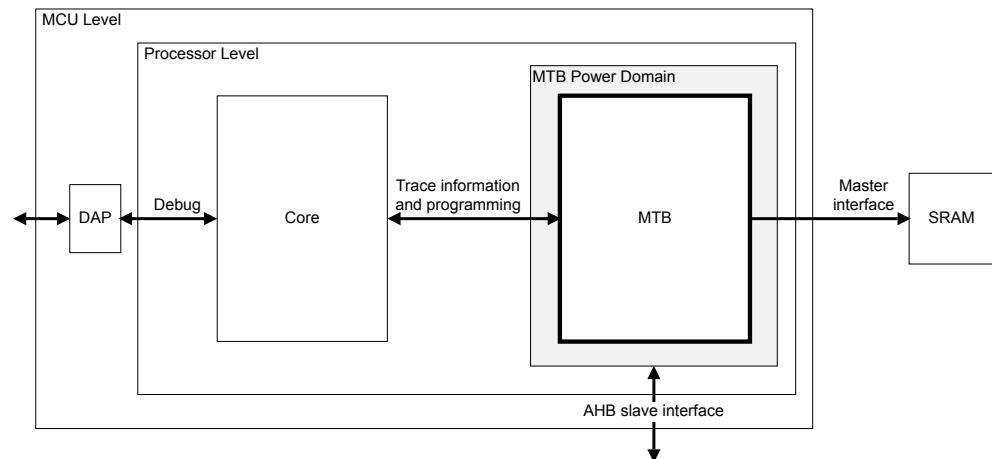 MCU Level
Processor Level
MTB Power Domain
DAP
Debug
Core
Trace information
and programming
MTB
Master
interface
SRAM
AHB slave interface